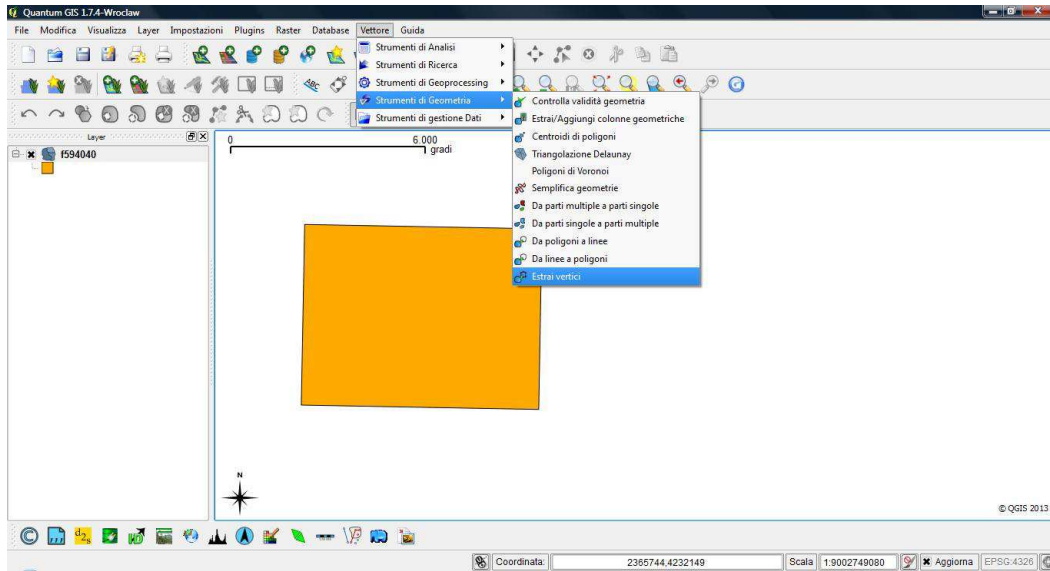 Quantum GIS 1.7.4-Wroclaw
File Modifica Visualizza Layer Impostazioni Plugins Raster Database Vettore Guida
Strumenti di Analisi
Strumenti di Ricerca
Strumenti di Geoprocessing
Strumenti di Geometria
Strumenti di gestione Dati
Controlla validità geometria
Estrai/Aggiungi colonne geometriche
Centroidi di poligoni
Triangolazione Delaunay
Poligoni di Voronoi
Semplifica geometrie
Da parti multiple a parti singole
Da parti singole a parti multiple
Da poligoni a linee
Da linee a poligoni
Estrai vertici
ABC
Layer
f594040
0 6.000
gradi
N
© QGIS 2013
Coordinata: 2365744,4232149 Scala 1:9002749080 Aggiorna EPSG:4326